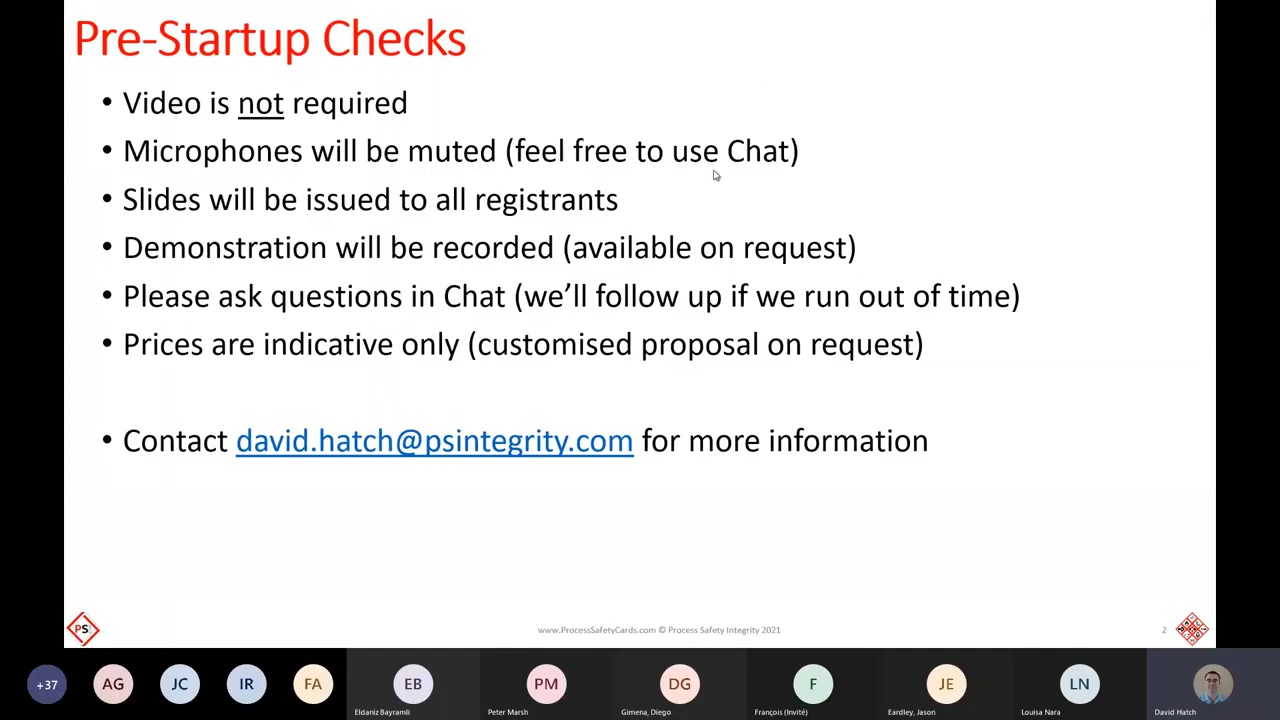 Pre-Startup Checks
• Video is not required
• Microphones will be muted (feel free to use Chat)
• Slides will be issued to all registrants
• Demonstration will be recorded (available on request)
• Please ask questions in Chat (we’ll follow up if we run out of time)
• Prices are indicative only (customised proposal on request)
• Contact david.hatch@psintegrity.com for more information
PS
www.ProcessSafetyCards.com © Process Safety Integrity 2021
2
+37
AG
JC
IR
FA
EB
PM
DG
F
JE
LN
Eldaniz Bayramli
Peter Marsh
Gimena, Diego
François (Invité)
Eardley, Jason
Louisa Nara
David Hatch